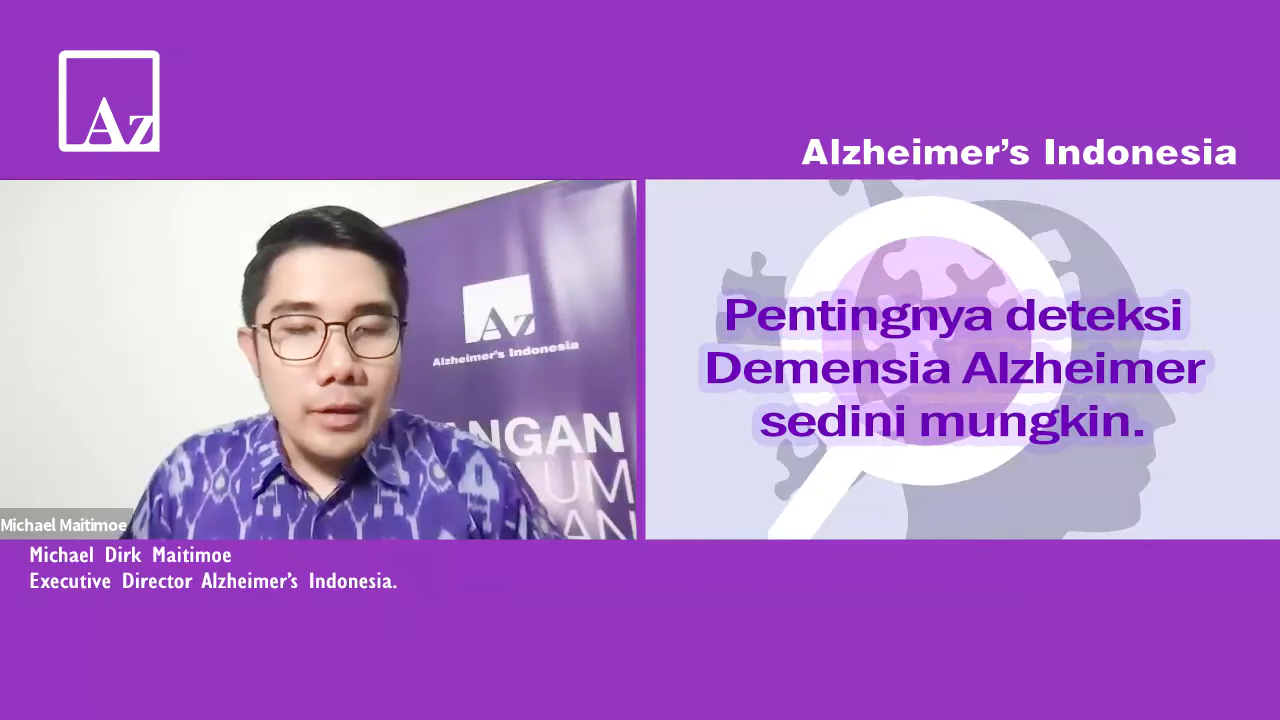 Az
Alzheimer's Indonesia
Az
Alzheimer's Indonesia
NGAN
UM
AN
Pentingnya deteksi
Demensia Alzheimer
sedini mungkin.
Michael Maitimoe
Michael Dirk Maitimoe
Executive Director Alzheimer's Indonesia.